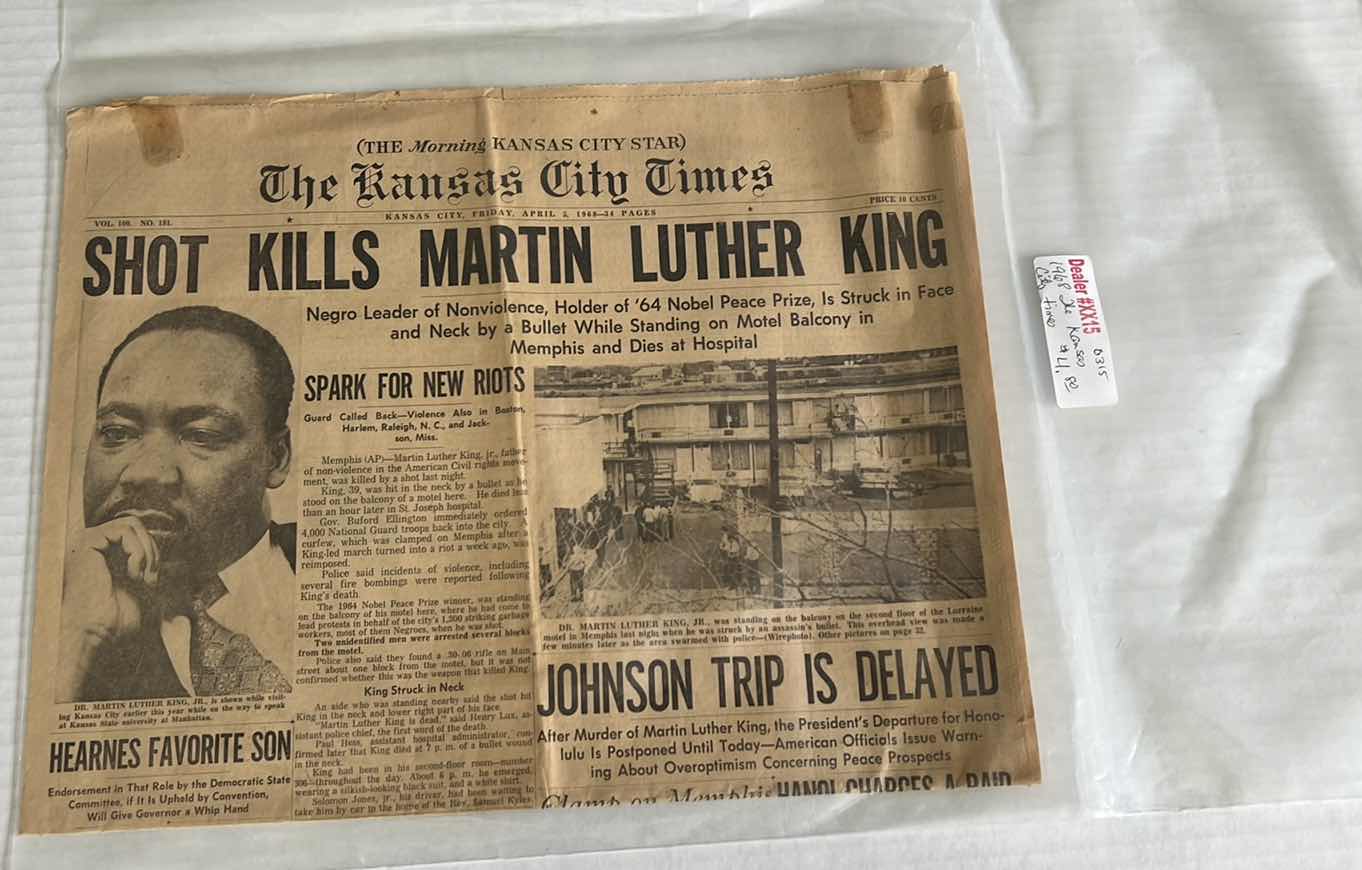 (THE Morning KANSAS CITY STAR)
The Kansas City Times
VOL. 100. NO. 181.
KANSAS CITY, FRIDAY, APRIL 5, 1968—34 PAGES
PRICE 10 CENTS
SHOT KILLS MARTIN LUTHER KING
Negro Leader of Nonviolence, Holder of '64 Nobel Peace Prize, Is Struck in Face
and Neck by a Bullet While Standing on Motel Balcony in
Memphis and Dies at Hospital
SPARK FOR NEW RIOTS
Guard Called Back—Violence Also in Boston,
Harlem, Raleigh, N. C., and Jack-
son, Miss.
Memphis (AP)—Martin Luther King, jr., father
of non-violence in the American Civil rights move-
ment, was killed by a shot last night.
King, 39, was hit in the neck by a bullet as he
stood on the balcony of a motel here. He died less
than an hour later in St. Joseph hospital.
Gov. Buford Ellington immediately ordered
4,000 National Guard troops back into the city. A
curfew, which was clamped on Memphis after a
King-led march turned into a riot a week ago, was
reimposed.
Police said incidents of violence, including
several fire bombings were reported following
King's death.
The 1964 Nobel Peace Prize winner, was standing
on the balcony of his motel here, where he had come to
lead protests in behalf of the city's 1,300 striking garbage
workers, most of them Negroes, when he was shot.
Two unidentified men were arrested several blocks
from the motel.
Police also said they found a .30-06 rifle on Main
street about one block from the motel, but it was not
confirmed whether this was the weapon that killed King.
King Struck in Neck
An aide who was standing nearby said the shot hit
King in the neck and lower right part of his face.
"Martin Luther King is dead," said Henry Lux, as-
sistant police chief, the first word of the death.
Paul Hess, assistant hospital administrator, con-
firmed later that King died at 7 p. m. of a bullet wound
in the neck.
King had been in his second-floor room—number
306—throughout the day. About 6 p. m. he emerged,
wearing a silkish-looking black suit, and a white shirt.
Solomon Jones, jr., his driver, had been waiting to
take him by car to the home of the Rev. Samuel Kyles
DR. MARTIN LUTHER KING, JR., is shown while visit-
ing Kansas City earlier this year while on the way to speak
at Kansas State university at Manhattan.
HEARNES FAVORITE SON
Endorsement in That Role by the Democratic State
Committee, if It Is Upheld by Convention,
Will Give Governor a Whip Hand
DR. MARTIN LUTHER KING, JR., was standing on the balcony on the second floor of the Lorraine
motel in Memphis last night when he was struck by an assassin's bullet. This overhead view was made a
few minutes later as the area swarmed with police—(Wirephoto). Other pictures on page 32.
JOHNSON TRIP IS DELAYED
After Murder of Martin Luther King, the President's Departure for Hono-
lulu Is Postponed Until Today—American Officials Issue Warn-
ing About Overoptimism Concerning Peace Prospects
Clamp on Memphis
HANOI CHARGES A RAID
Dealer #XX15 0315
1968 The Kansas
City Times $4.80